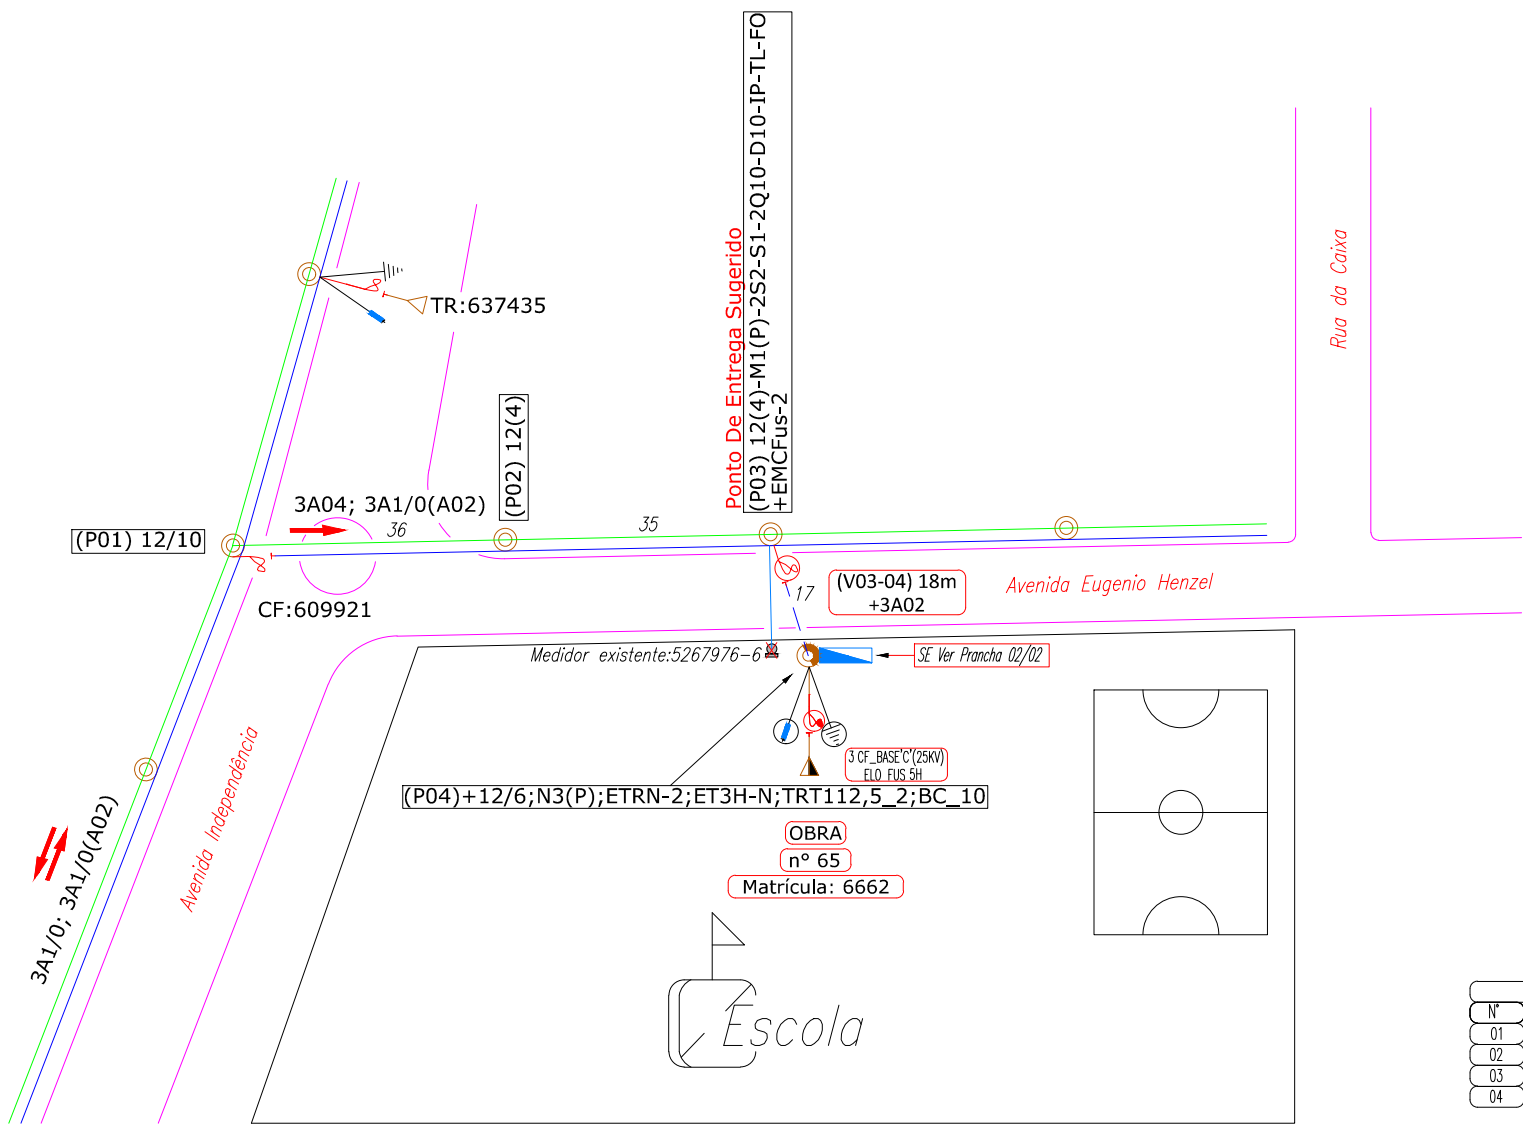 Ponto De Entrega Sugerido
(P03) 12(4)-M1(P)-2S2-S1-2Q10-D10-IP-TL-FO
+EMCFus-2
Rua da Caixa
TR:637435
(P02) 12(4)
3A04; 3A1/0(A02)
36
35
(P01) 12/10
CF:609921
17
(V03-04) 18m
+3A02
Avenida Eugenio Henzel
Medidor existente:5267976-6
SE Ver Prancha 02/02
3 CF_BASE'C'(25KV)
ELO FUS 5H
(P04)+12/6;N3(P);ETRN-2;ET3H-N;TRT112,5_2;BC_10
OBRA
n° 65
Matrícula: 6662
Avenida Independência
3A1/0; 3A1/0(A02)
Escola
N°
01
02
03
04